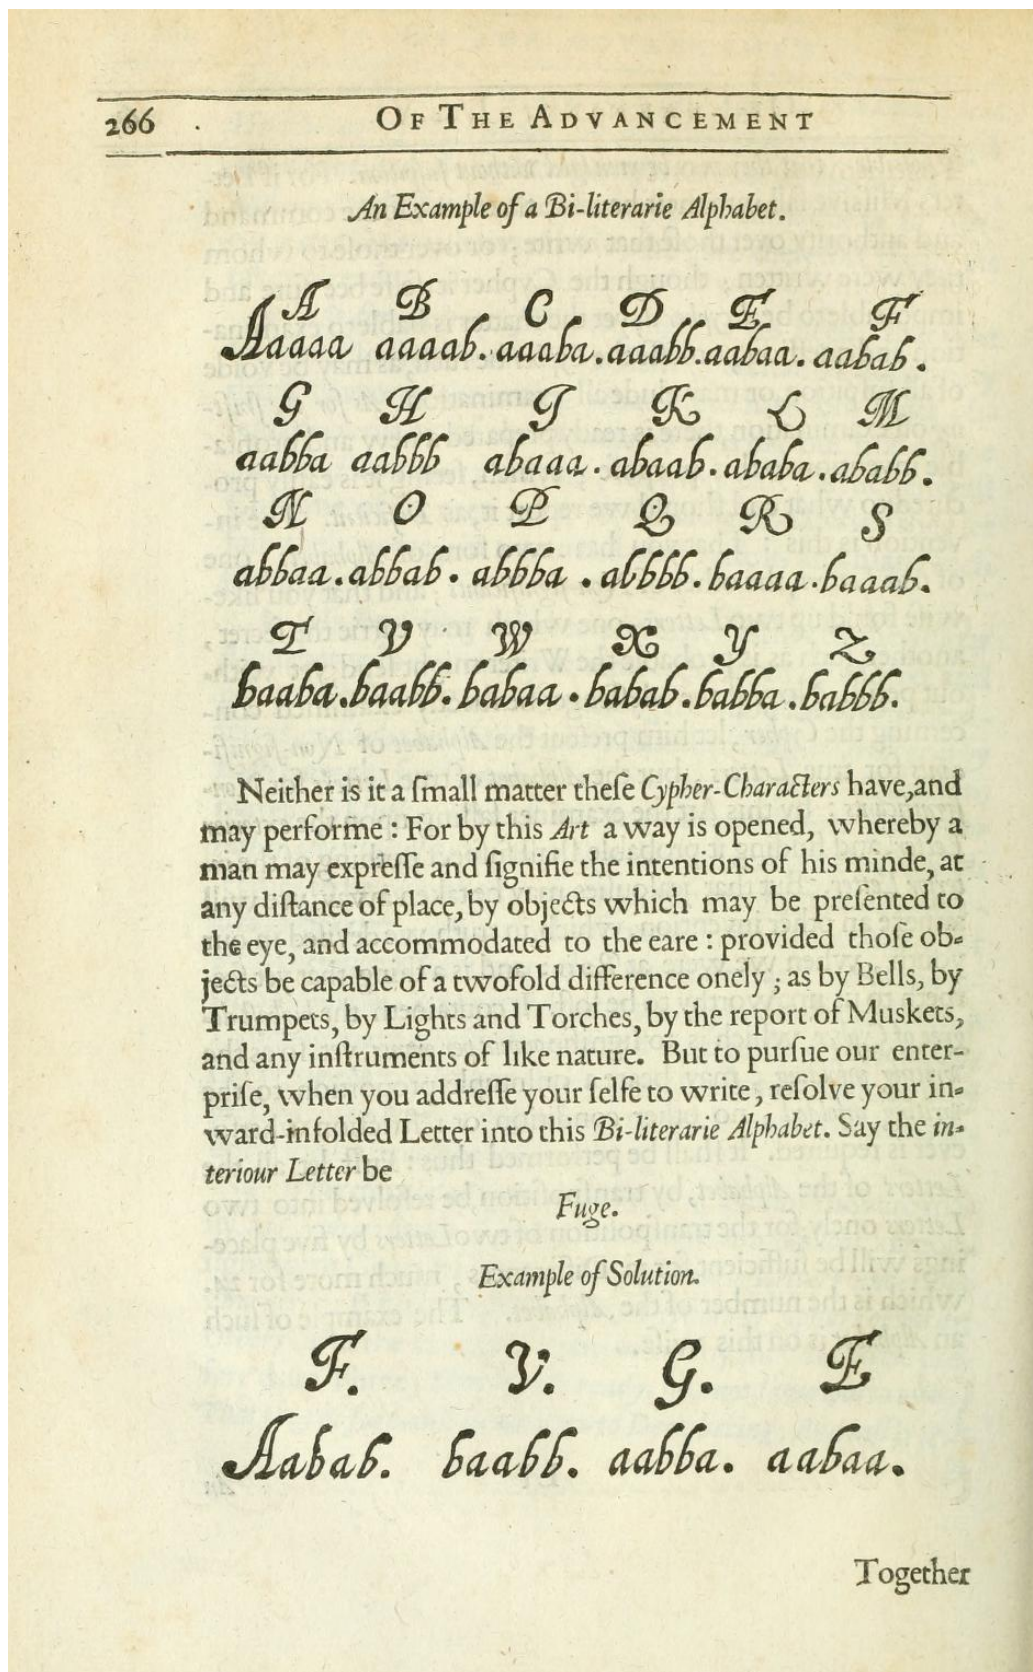 266 OF THE ADVANCEMENT
An Example of a Bi-literarie Alphabet.
A B C D E F
Aaaaa aaaab. aaaba. aaabb. aabaa. aabab.
G H I K L M
aabba aabbb abaaa. abaab. ababa. ababb.
N O P Q R S
abbaa. abbab. abbba. abbbb. baaaa. baaab.
T V W X Y Z
baaba. baabb. babaa. babab. babba. babbb.
Neither is it a ſmall matter theſe Cypher-Characters have, and
may performe : For by this Art a way is opened, whereby a
man may expreſſe and ſignifie the intentions of his minde, at
any diſtance of place, by objects which may be preſented to
the eye, and accommodated to the eare : provided thoſe ob-
jects be capable of a twofold difference onely ; as by Bells, by
Trumpets, by Lights and Torches, by the report of Muskets,
and any inſtruments of like nature. But to purſue our enter-
priſe, when you addreſſe your ſelfe to write, reſolve your in-
ward-infolded Letter into this Bi-literarie Alphabet. Say the in-
teriour Letter be
Fuge.
Example of Solution.
F. V. G. E
Aabab. baabb. aabba. aabaa.
Together